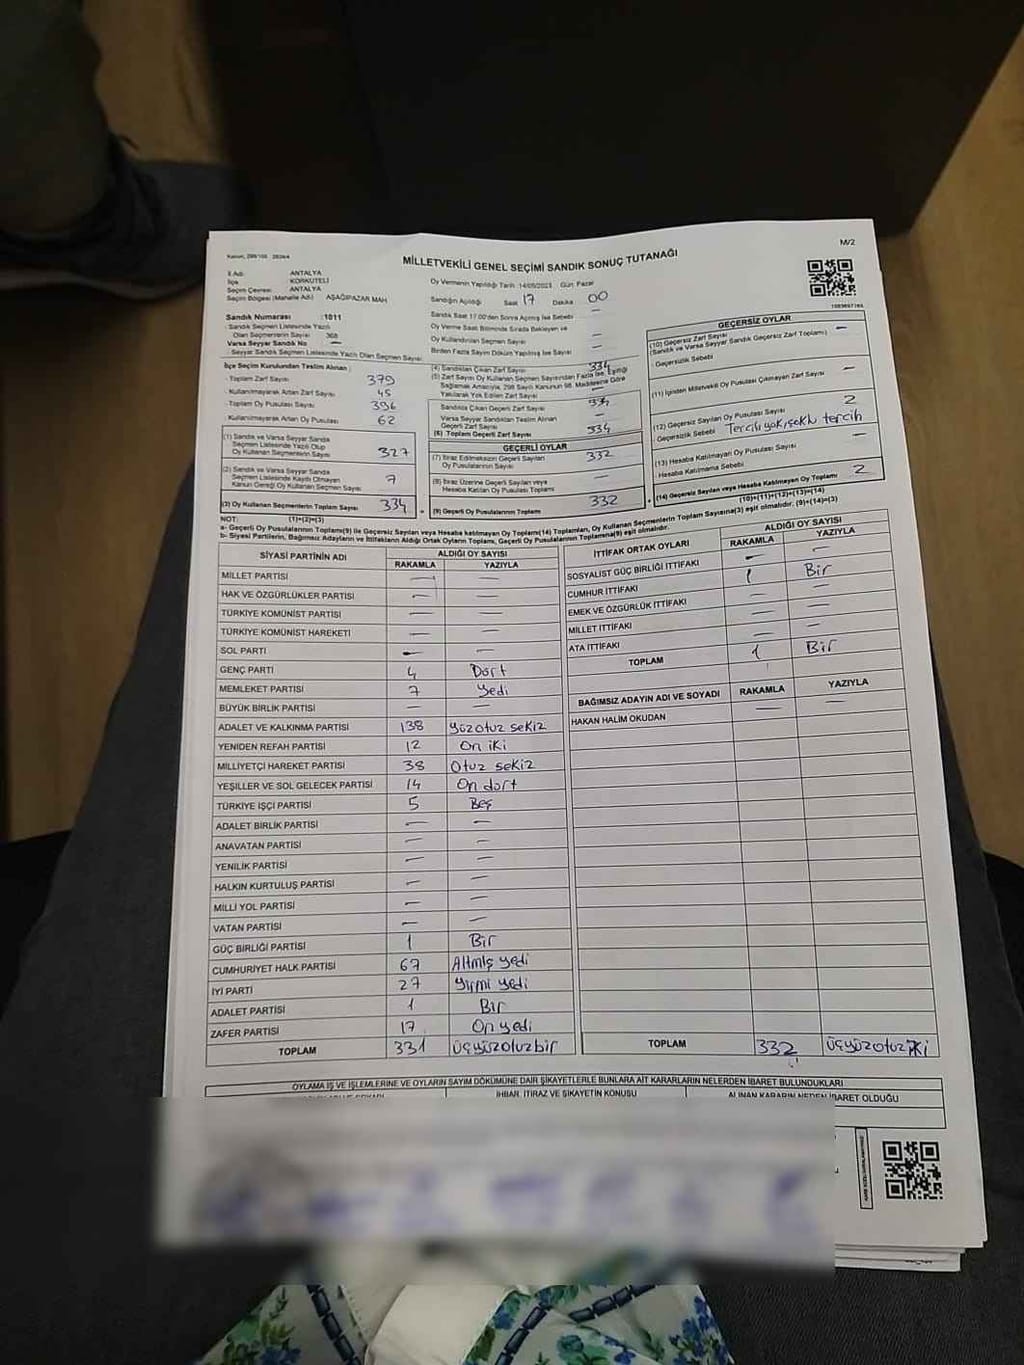 Kanun, 298/105 2839/4
M/2
MİLLETVEKİLİ GENEL SEÇİMİ SANDIK SONUÇ TUTANAĞI
İl Adı : ANTALYA
İlçe : KORKUTELİ
Seçim Çevresi : ANTALYA
Seçim Bölgesi (Mahalle Adı) AŞAĞIPAZAR MAH
Sandık Numarası : 1011
Sandık Seçmen Listesinde Yazılı
Olan Seçmenlerin Sayısı 368
Varsa Seyyar Sandık No —
Seyyar Sandık Seçmen Listesinde Yazılı Olan Seçmen Sayısı
Oy Vermenin Yapıldığı Tarih :14/05/2023 Gün Pazar
Sandığın Açıldığı Saat 17 Dakika 00
Sandık Saat 17.00'den Sonra Açılmış İse Sebebi —
Oy Verme Saati Bitiminde Sırada Bekleyen ve
Oy Kullandırılan Seçmen Sayısı —
Birden Fazla Sayım Döküm Yapılmış İse Sayısı —
İlçe Seçim Kurulundan Teslim Alınan :
Toplam Zarf Sayısı 379
Kullanılmayarak Artan Zarf Sayısı 45
Toplam Oy Pusulası Sayısı 396
Kullanılmayarak Artan Oy Pusulası 62
(1) Sandık ve Varsa Seyyar Sandık
Seçmen Listesinde Yazılı Olup
Oy Kullanan Seçmenlerin Sayısı 327
(2) Sandık ve Varsa Seyyar Sandık
Seçmen Listesinde Kaydı Olmayan
Kanun Gereği Oy Kullanan Seçmen Sayısı 7
(3) Oy Kullanan Seçmenlerin Toplam Sayısı 334
(1)+(2)=(3)
(4) Sandıktan Çıkan Zarf Sayısı 334
(5) Zarf Sayısı Oy Kullanan Seçmen Sayısından Fazla İse, Eşitliği
Sağlamak Amacıyla, 298 Sayılı Kanunun 98. Maddesine Göre
Yakılarak Yok Edilen Zarf Sayısı —
Sandıkta Çıkan Geçerli Zarf Sayısı 334
Varsa Seyyar Sandıktan Teslim Alınan
Geçerli Zarf Sayısı —
(6) Toplam Geçerli Zarf Sayısı 334
GEÇERLİ OYLAR
(7) İtiraz Edilmeksizin Geçerli Sayılan
Oy Pusulalarının Sayısı 332
(8) İtiraz Üzerine Geçerli Sayılan veya
Hesaba Katılan Oy Pusulası Toplamı —
(9) Geçerli Oy Pusulalarının Toplamı 332
GEÇERSİZ OYLAR
(10) Geçersiz Zarf Sayısı
(Sandık ve Varsa Seyyar Sandık Geçersiz Zarf Toplamı) —
Geçersizlik Sebebi
(11) İçinden Milletvekili Oy Pusulası Çıkmayan Zarf Sayısı —
(12) Geçersiz Sayılan Oy Pusulası Sayısı 2
Geçersizlik Sebebi Tercihi yok, şeklu tercih
(13) Hesaba Katılmayan Oy Pusulası Sayısı —
Hesaba Katılmama Sebebi
(14) Geçersiz Sayılan veya Hesaba Katılmayan Oy Toplamı 2
(10)+(11)+(12)+(13)=(14)
NOT:
a- Geçerli Oy Pusulalarının Toplamı(9) ile Geçersiz Sayılan veya Hesaba katılmayan Oy Toplamı(14) Toplamları, Oy Kullanan Seçmenlerin Toplam Sayısına(3) eşit olmalıdır. (9)+(14)=(3)
b- Siyasi Partilerin, Bağımsız Adayların ve İttifakların Aldığı Ortak Oyların Toplamı, Geçerli Oy Pusulalarının Toplamına(9) eşit olmalıdır.
SİYASİ PARTİNİN ADI ALDIĞI OY SAYISI
RAKAMLA YAZIYLA
MİLLET PARTİSİ — —
HAK VE ÖZGÜRLÜKLER PARTİSİ — —
TÜRKİYE KOMÜNİST PARTİSİ — —
TÜRKİYE KOMÜNİST HAREKETİ — —
SOL PARTİ — —
GENÇ PARTİ 4 Dört
MEMLEKET PARTİSİ 7 Yedi
BÜYÜK BİRLİK PARTİSİ — —
ADALET VE KALKINMA PARTİSİ 138 Yüzotuz sekiz
YENİDEN REFAH PARTİSİ 12 On iki
MİLLİYETÇİ HAREKET PARTİSİ 38 Otuz sekiz
YEŞİLLER VE SOL GELECEK PARTİSİ 14 On dört
TÜRKİYE İŞÇİ PARTİSİ 5 Beş
ADALET BİRLİK PARTİSİ — —
ANAVATAN PARTİSİ — —
YENİLİK PARTİSİ — —
HALKIN KURTULUŞ PARTİSİ — —
MİLLİ YOL PARTİSİ — —
VATAN PARTİSİ — —
GÜÇ BİRLİĞİ PARTİSİ 1 Bir
CUMHURİYET HALK PARTİSİ 67 Altmış yedi
İYİ PARTİ 27 Yirmi yedi
ADALET PARTİSİ 1 Bir
ZAFER PARTİSİ 17 On yedi
TOPLAM 331 üçyüzotuzbir
İTTİFAK ORTAK OYLARI ALDIĞI OY SAYISI
RAKAMLA YAZIYLA
SOSYALİST GÜÇ BİRLİĞİ İTTİFAKI — —
CUMHUR İTTİFAKI 1 Bir
EMEK VE ÖZGÜRLÜK İTTİFAKI — —
MİLLET İTTİFAKI — —
ATA İTTİFAKI — —
TOPLAM 1 Bir
BAĞIMSIZ ADAYIN ADI VE SOYADI RAKAMLA YAZIYLA
HAKAN HALİM OKUDAN — —
TOPLAM 332 üçyüzotuziki
OYLAMA İŞ VE İŞLEMLERİNE VE OYLARIN SAYIM DÖKÜMÜNE DAİR ŞİKAYETLERLE BUNLARA AİT KARARLARIN NELERDEN İBARET BULUNDUKLARI
İHBAR, İTİRAZ VE ŞİKAYETİN KONUSU
ALINAN KARARIN NEDEN İBARET OLDUĞU